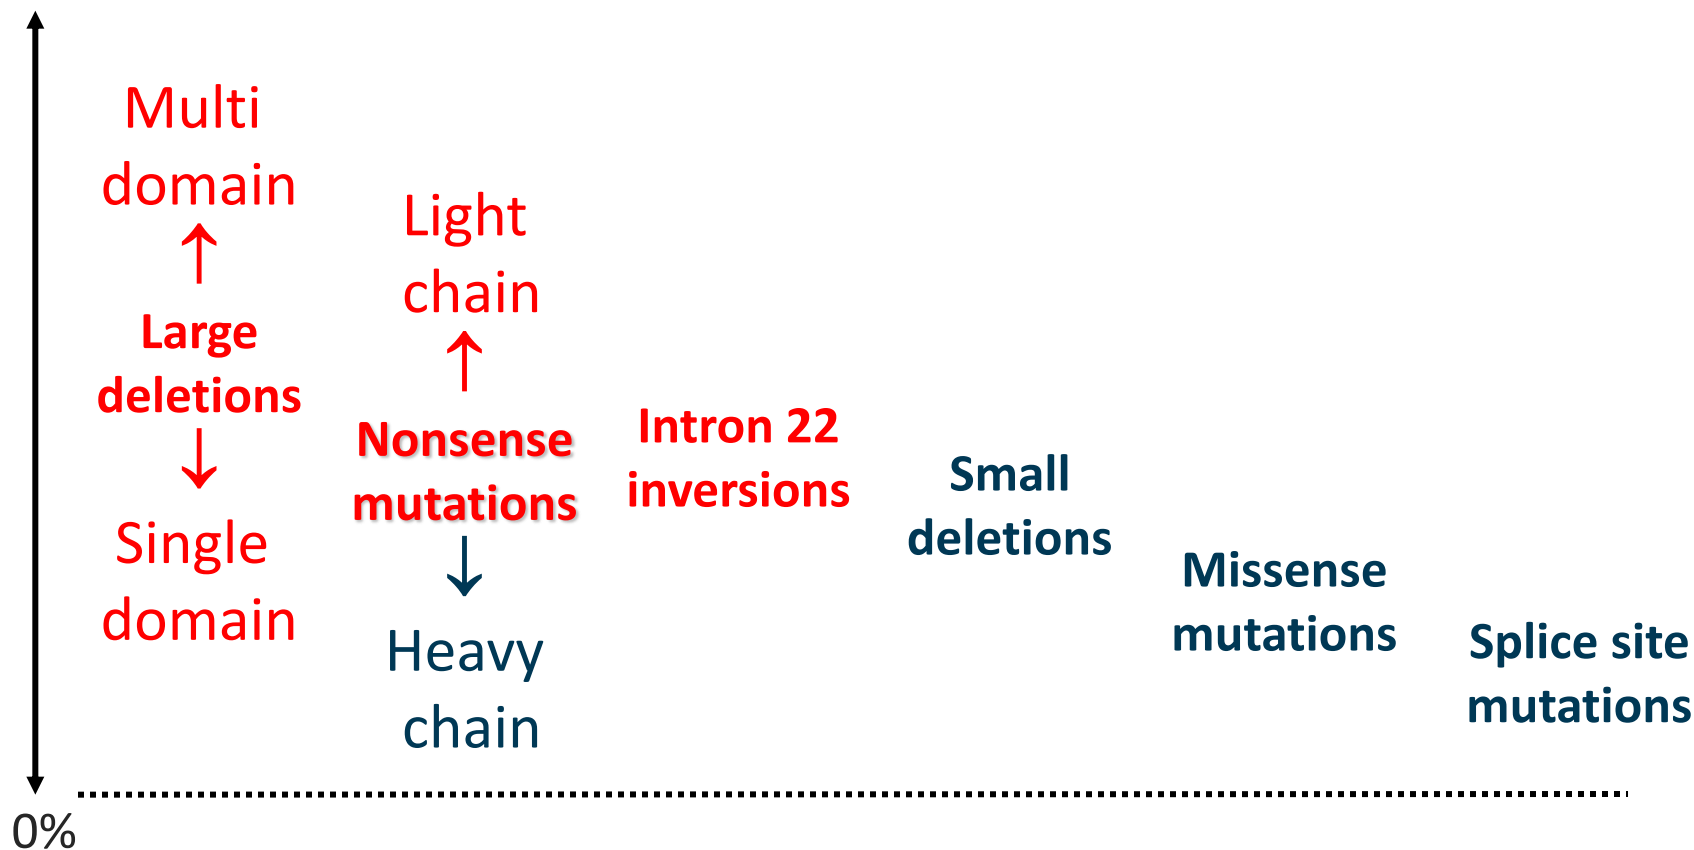 Multi
domain
↑
Large
deletions
↓
Single
domain
Light
chain
↑
Nonsense
mutations
↓
Heavy
chain
Intron 22
inversions
Small
deletions
Missense
mutations
Splice site
mutations
0%